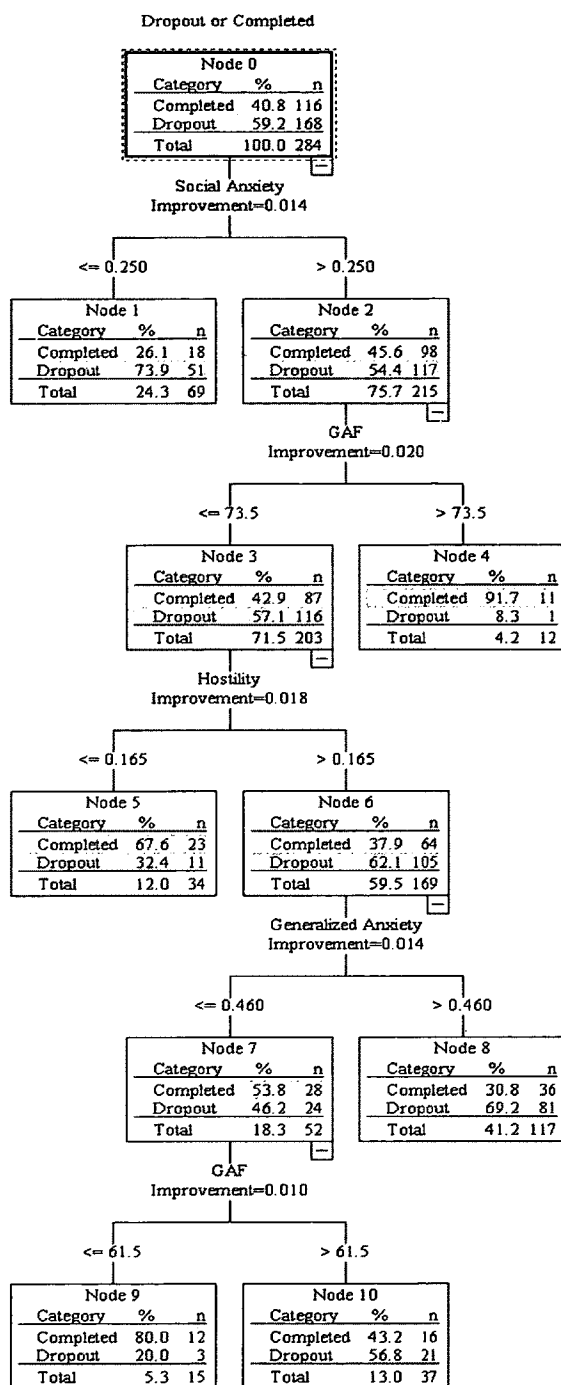 Dropout or Completed
Node 0
Category % n
Completed 40.8 116
Dropout 59.2 168
Total 100.0 284
Social Anxiety
Improvement=0.014
<= 0.250 > 0.250
Node 1
Category % n
Completed 26.1 18
Dropout 73.9 51
Total 24.3 69
Node 2
Category % n
Completed 45.6 98
Dropout 54.4 117
Total 75.7 215
GAF
Improvement=0.020
<= 73.5 > 73.5
Node 3
Category % n
Completed 42.9 87
Dropout 57.1 116
Total 71.5 203
Node 4
Category % n
Completed 91.7 11
Dropout 8.3 1
Total 4.2 12
Hostility
Improvement=0.018
<= 0.165 > 0.165
Node 5
Category % n
Completed 67.6 23
Dropout 32.4 11
Total 12.0 34
Node 6
Category % n
Completed 37.9 64
Dropout 62.1 105
Total 59.5 169
Generalized Anxiety
Improvement=0.014
<= 0.460 > 0.460
Node 7
Category % n
Completed 53.8 28
Dropout 46.2 24
Total 18.3 52
Node 8
Category % n
Completed 30.8 36
Dropout 69.2 81
Total 41.2 117
GAF
Improvement=0.010
<= 61.5 > 61.5
Node 9
Category % n
Completed 80.0 12
Dropout 20.0 3
Total 5.3 15
Node 10
Category % n
Completed 43.2 16
Dropout 56.8 21
Total 13.0 37